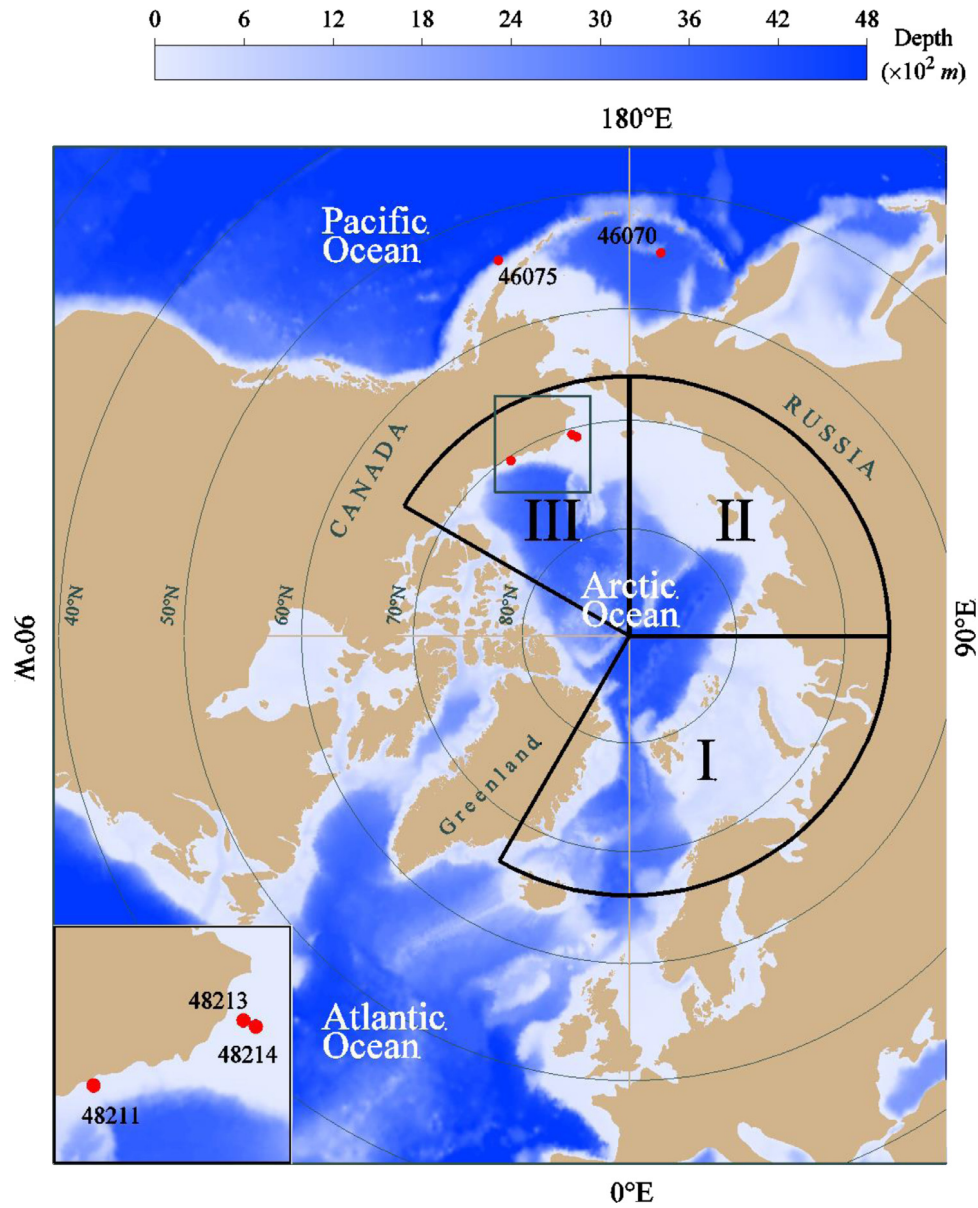 0 6 12 18 24 30 36 42 48
Depth
(×10² m)
180°E
Pacific
Ocean
46070
46075
RUSSIA
CANADA
III
II
Arctic
Ocean
40°N 50°N 60°N 70°N 80°N
90°W
90°E
I
Greenland
48213
48214
48211
Atlantic
Ocean
0°E